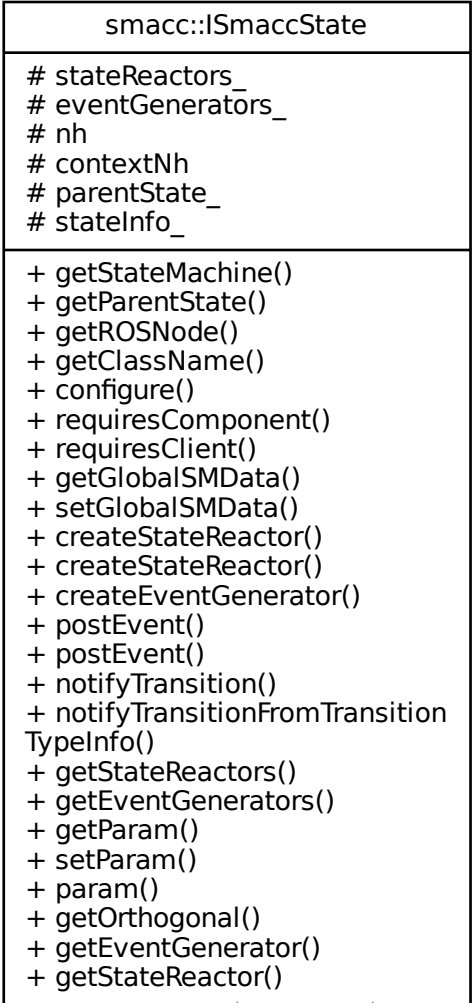 smacc::ISmaccState
# stateReactors_
# eventGenerators_
# nh
# contextNh
# parentState_
# stateInfo_
+ getStateMachine()
+ getParentState()
+ getROSNode()
+ getClassName()
+ configure()
+ requiresComponent()
+ requiresClient()
+ getGlobalSMData()
+ setGlobalSMData()
+ createStateReactor()
+ createStateReactor()
+ createEventGenerator()
+ postEvent()
+ postEvent()
+ notifyTransition()
+ notifyTransitionFromTransition
TypeInfo()
+ getStateReactors()
+ getEventGenerators()
+ getParam()
+ setParam()
+ param()
+ getOrthogonal()
+ getEventGenerator()
+ getStateReactor()